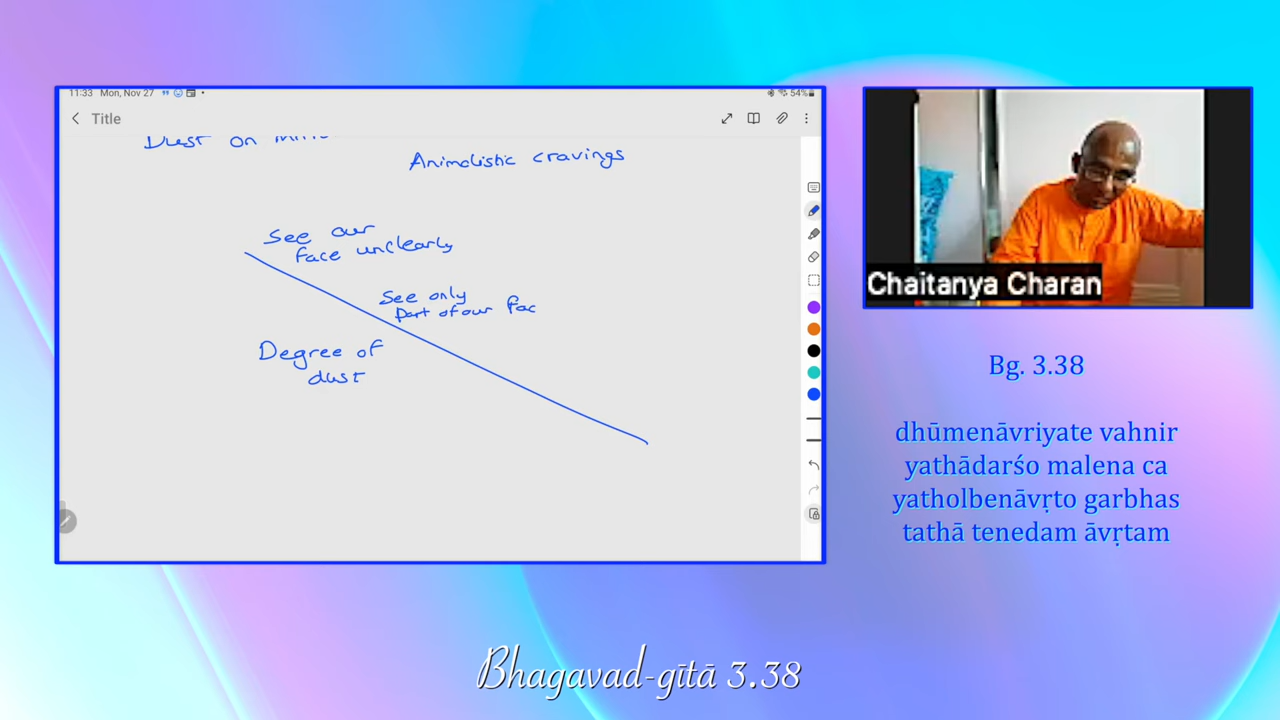 11:33 Mon, Nov 27
54%
Title
Dust on
Animalistic cravings
See our
face unclearly
See only
part of our fac
Degree of
dust
Chaitanya Charan
Bg. 3.38
dhūmenāvriyate vahnir
yathādarśo malena ca
yatholbenāvṛto garbhas
tathā tenedam āvṛtam
Bhagavad-gītā 3.38